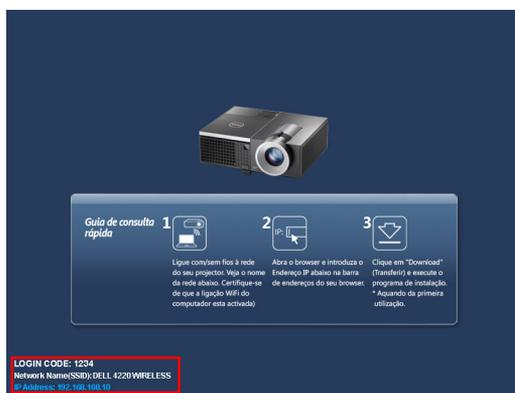 Guia de consulta
rápida
1
Ligue com/sem fios à rede
do seu projector. Veja o nome
da rede abaixo. Certifique-se
de que a ligação WiFi do
computador esta activada)
2
IP:
Abra o browser e introduza o
Endereço IP abaixo na barra
de endereços do seu browser.
3
Clique em "Download"
(Transferir) e execute o
programa de instalação.
* Aquando da primeira
utilização.
LOGIN CODE: 1234
Network Name(SSID): DELL 4220 WIRELESS
IP Address: 192.168.100.10